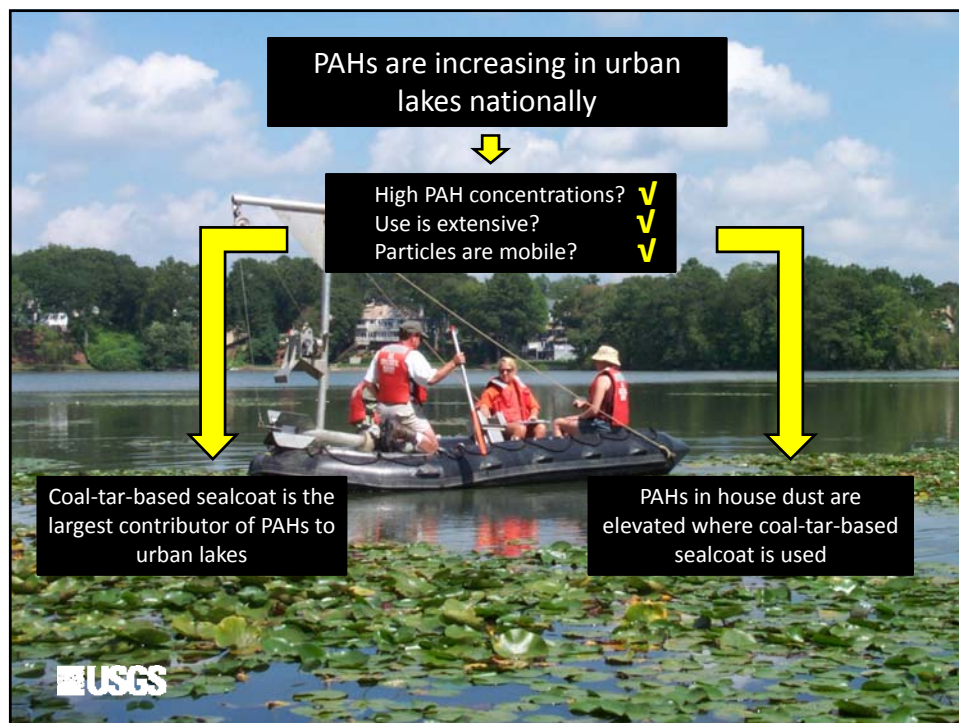 PAHs are increasing in urban
lakes nationally
High PAH concentrations? √
Use is extensive? √
Particles are mobile? √
Coal-tar-based sealcoat is the
largest contributor of PAHs to
urban lakes
PAHs in house dust are
elevated where coal-tar-based
sealcoat is used
USGS